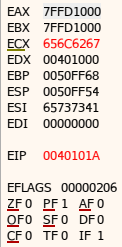 EAX 7FFD1000
EBX 7FFD1000
ECX 656C6267
EDX 00401000
EBP 0050FF68
ESP 0050FF54
ESI 65737341
EDI 00000000
EIP 0040101A
EFLAGS 00000206
ZF 0 PF 1 AF 0
OF 0 SF 0 DF 0
CF 0 TF 0 IF 1